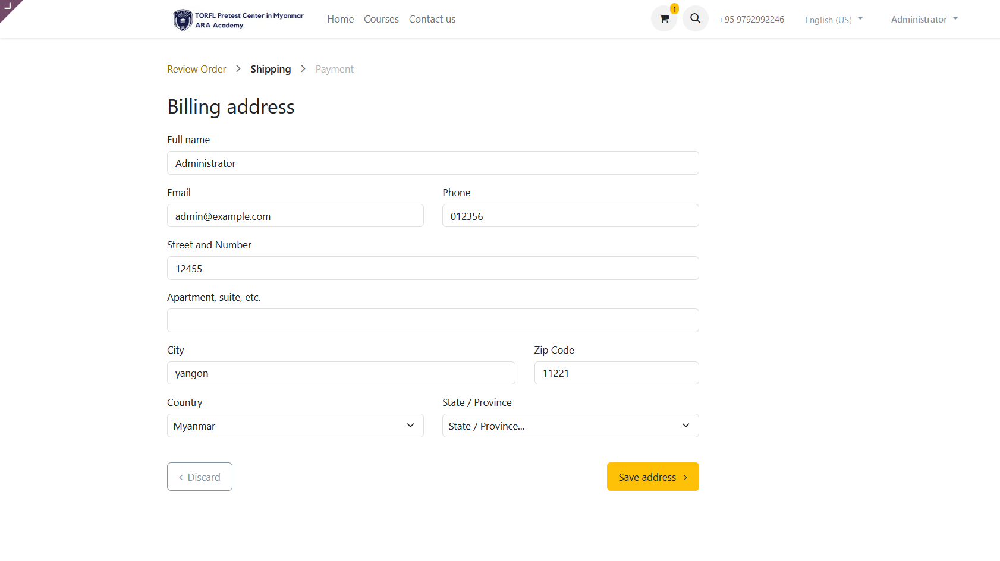 TORFL Pretest Center in Myanmar
ARA Academy
Home Courses Contact us
1
+95 9792992246
English (US)
Administrator
Review Order > Shipping > Payment
Billing address
Full name
Administrator
Email Phone
admin@example.com 012356
Street and Number
12455
Apartment, suite, etc.
City Zip Code
yangon 11221
Country State / Province
Myanmar State / Province...
Discard Save address